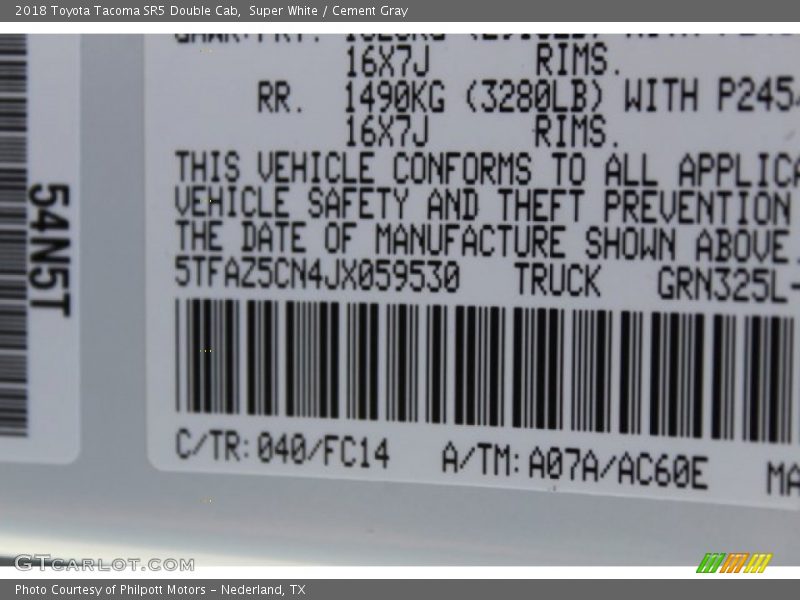 2018 Toyota Tacoma SR5 Double Cab, Super White / Cement Gray
16X7J RIMS.
RR. 1490KG (3280LB) WITH P245
16X7J RIMS.
THIS VEHICLE CONFORMS TO ALL APPLICA
VEHICLE SAFETY AND THEFT PREVENTION
THE DATE OF MANUFACTURE SHOWN ABOVE.
5TFAZ5CN4JX059530 TRUCK GRN325L-
C/TR:040/FC14 A/TM:A07A/AC60E MA
54N5T
GTCARLOT.COM
Photo Courtesy of Philpott Motors - Nederland, TX